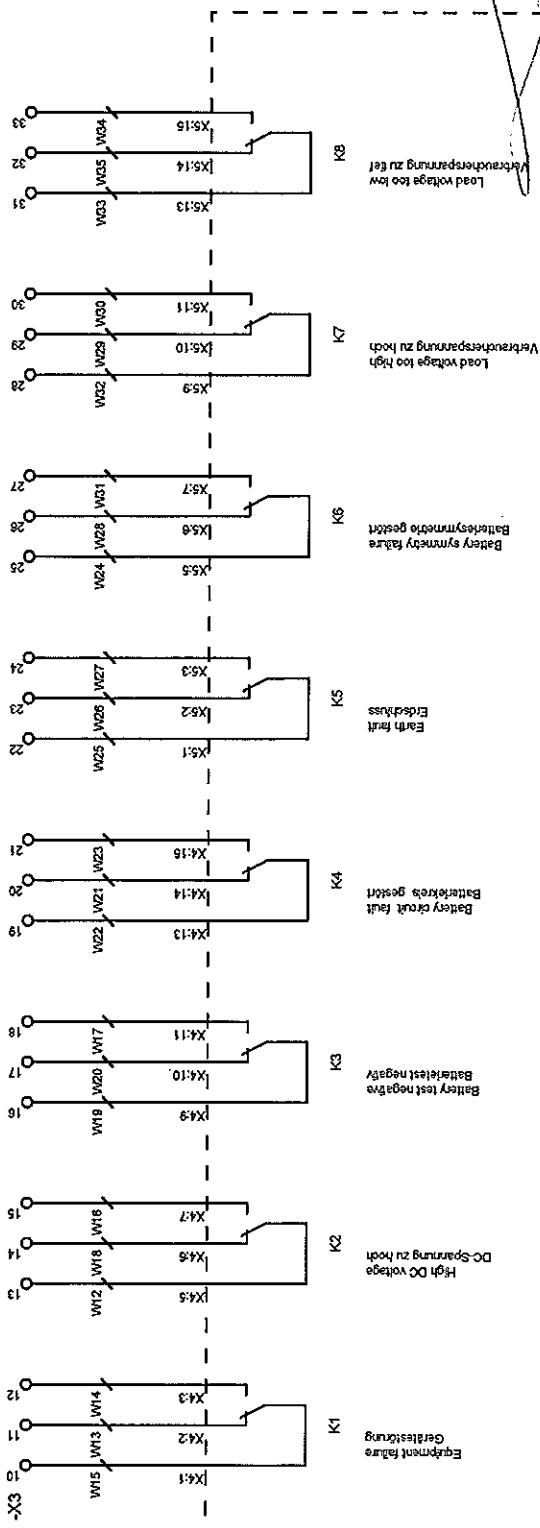 -X3
10 11 12 13 14 15 16 17 18 19 20 21 22 23 24 25 26 27 28 29 30 31 32 33
W15 W13 W14 W12 W18 W16 W19 W20 W17 W22 W21 W23 W25 W26 W27 W24 W28 W31 W32 W29 W30 W33 W35 W34
X4:1 X4:2 X4:3 X4:5 X4:6 X4:7 X4:9 X4:10 X4:11 X4:13 X4:14 X4:15 X5:1 X5:2 X5:3 X5:5 X5:6 X5:7 X5:9 X5:10 X5:11 X5:13 X5:14 X5:15
K1 K2 K3 K4 K5 K6 K7 K8
Equipment failure
Gerätestörung
High DC voltage
DC-Spannung zu hoch
Battery test negative
Batterietest negativ
Battery circuit fault
Batteriekreis gestört
Earth fault
Erdschluss
Battery symmetry failure
Batteriesymmetrie gestört
Load voltage too high
Verbraucherspannung zu hoch
Load voltage too low
Verbraucherspannung zu tief